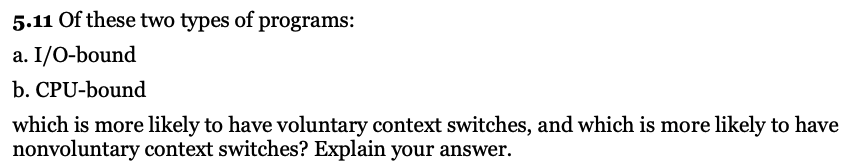 5.11 Of these two types of programs:
a. I/O-bound
b. CPU-bound
which is more likely to have voluntary context switches, and which is more likely to have
nonvoluntary context switches? Explain your answer.